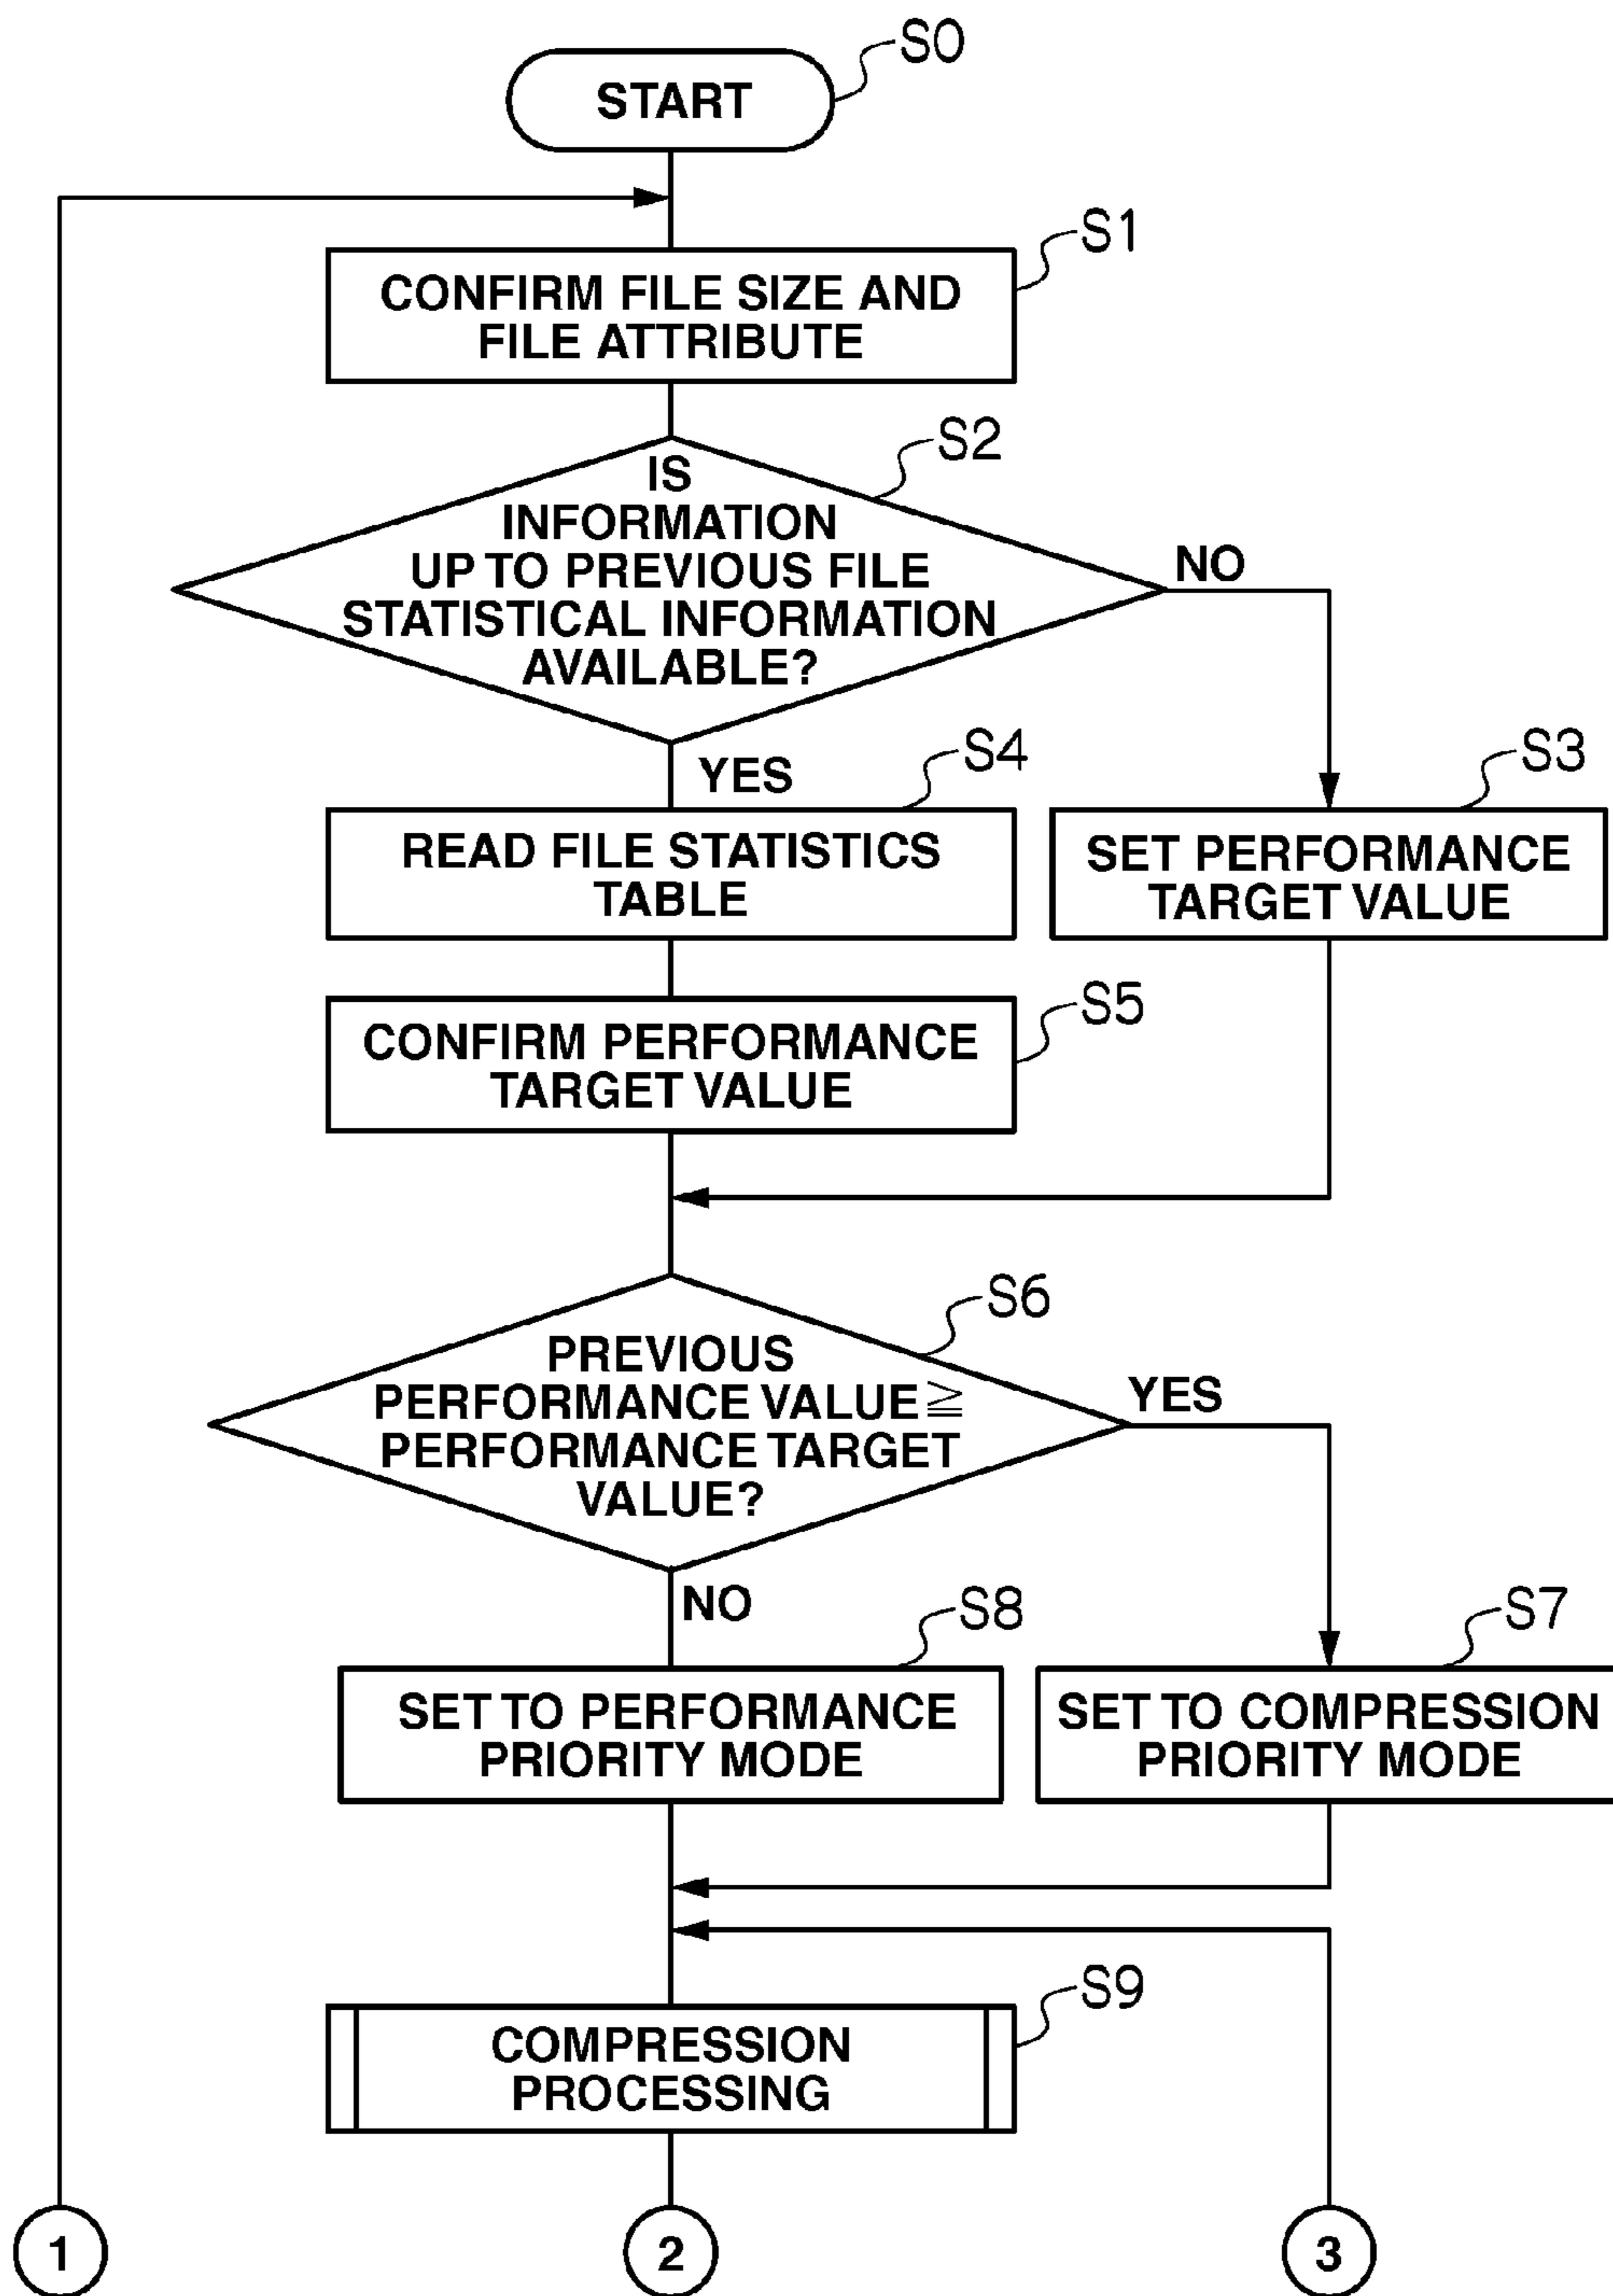 S0
START
S1
CONFIRM FILE SIZE AND
FILE ATTRIBUTE
S2
IS
INFORMATION
UP TO PREVIOUS FILE
STATISTICAL INFORMATION
AVAILABLE?
NO
YES
S4
S3
READ FILE STATISTICS
TABLE
SET PERFORMANCE
TARGET VALUE
S5
CONFIRM PERFORMANCE
TARGET VALUE
S6
PREVIOUS
PERFORMANCE VALUE ≧
PERFORMANCE TARGET
VALUE?
YES
NO
S8
S7
SET TO PERFORMANCE
PRIORITY MODE
SET TO COMPRESSION
PRIORITY MODE
S9
COMPRESSION
PROCESSING
1
2
3